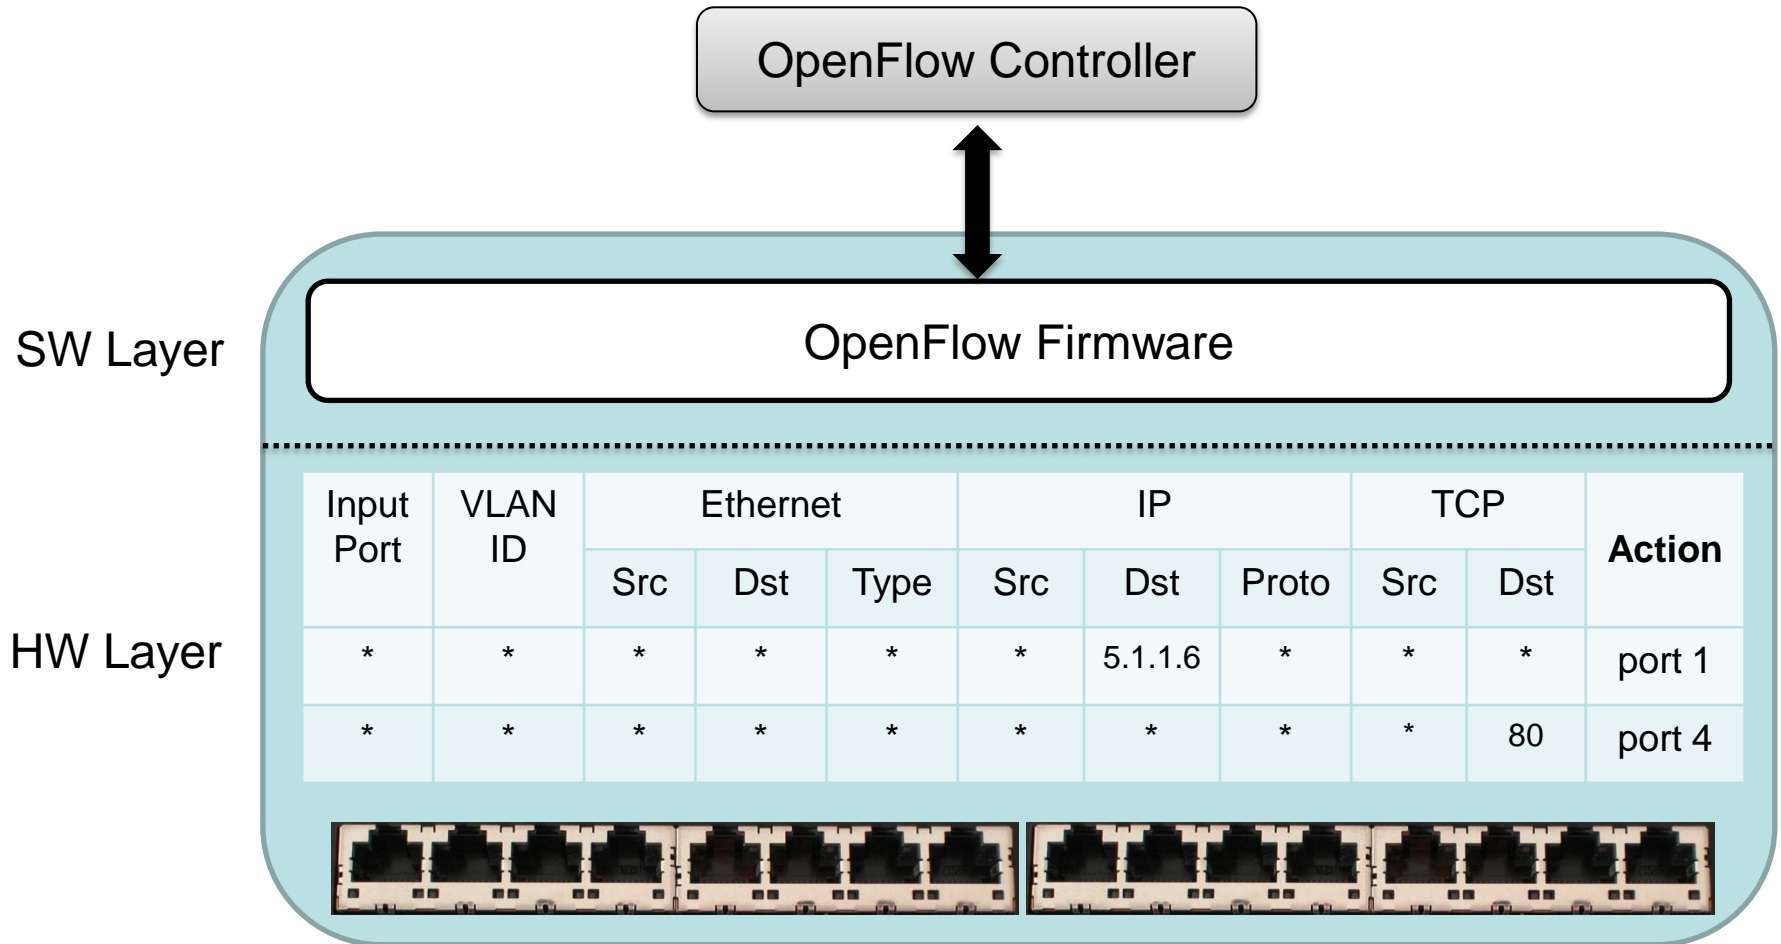 OpenFlow Controller
SW Layer
OpenFlow Firmware
HW Layer
Input Port VLAN ID Ethernet IP TCP Action
Src Dst Type Src Dst Proto Src Dst
* * * * * * 5.1.1.6 * * * port 1
* * * * * * * * * 80 port 4